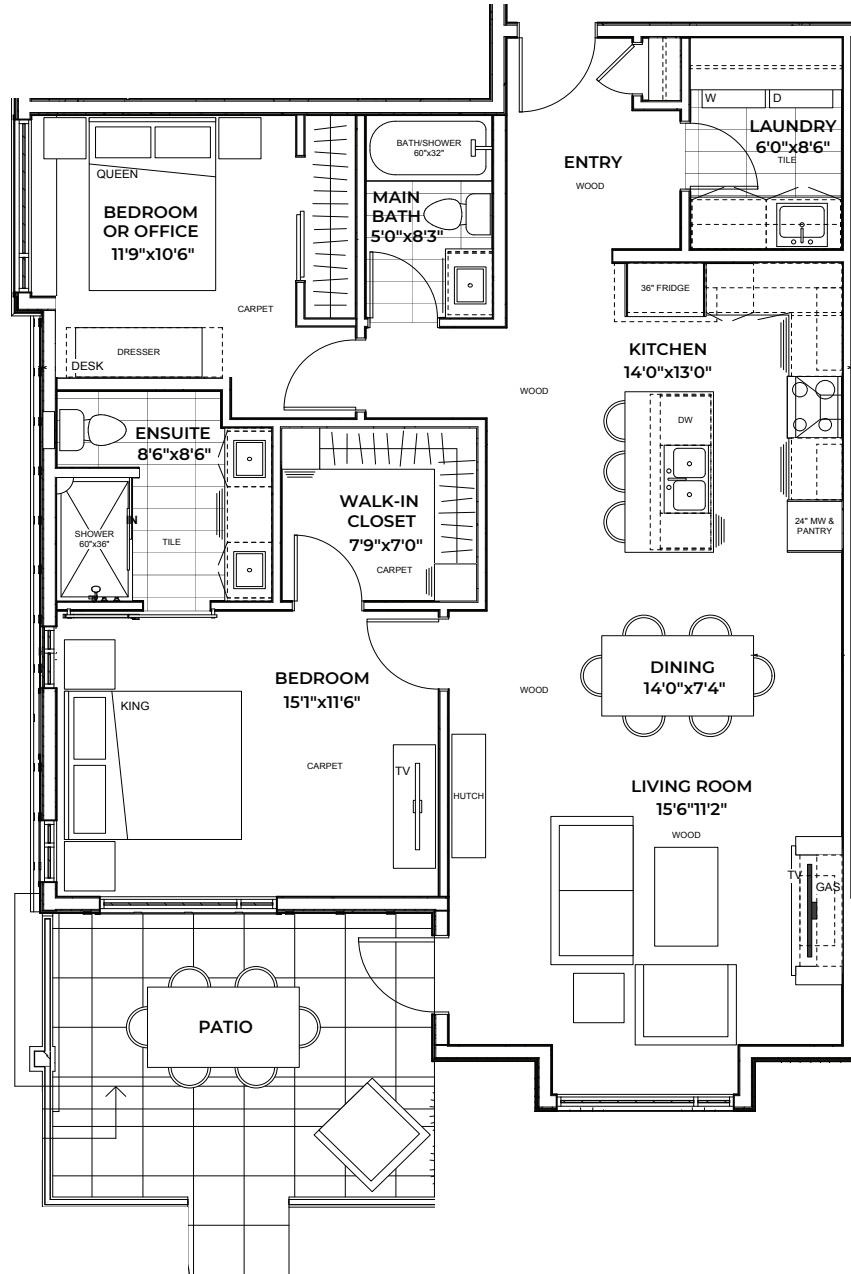 W
D
LAUNDRY
6'0"x8'6"
TILE
BATH/SHOWER
60"x32"
ENTRY
WOOD
QUEEN
BEDROOM
OR OFFICE
11'9"x10'6"
MAIN
BATH
5'0"x8'3"
CARPET
DRESSER
DESK
36" FRIDGE
KITCHEN
14'0"x13'0"
WOOD
DW
ENSUITE
8'6"x8'6"
SHOWER
60"x36"
IN
TILE
WALK-IN
CLOSET
7'9"x7'0"
CARPET
24" MW &
PANTRY
BEDROOM
15'1"x11'6"
KING
CARPET
TV
WOOD
DINING
14'0"x7'4"
HUTCH
LIVING ROOM
15'6"11'2"
WOOD
TV
GAS
PATIO